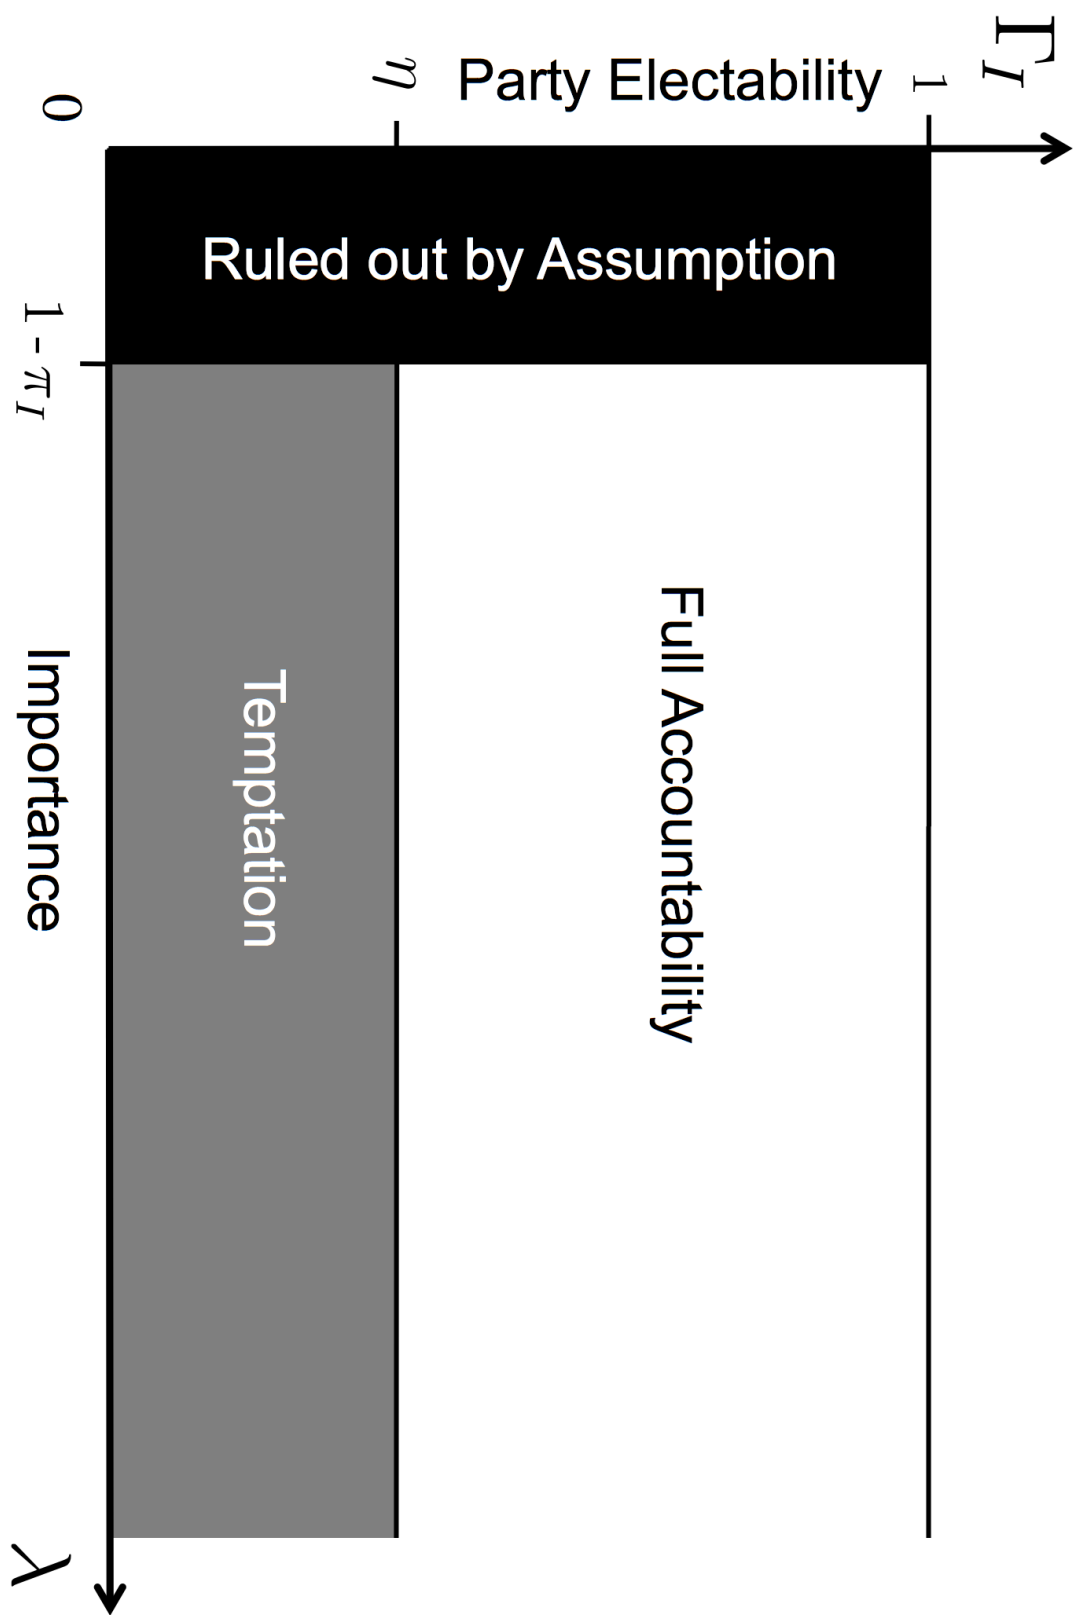 Γ_I
1
Party Electability
η
0
Ruled out by Assumption
1 - π_I
Full Accountability
Temptation
Importance
λ